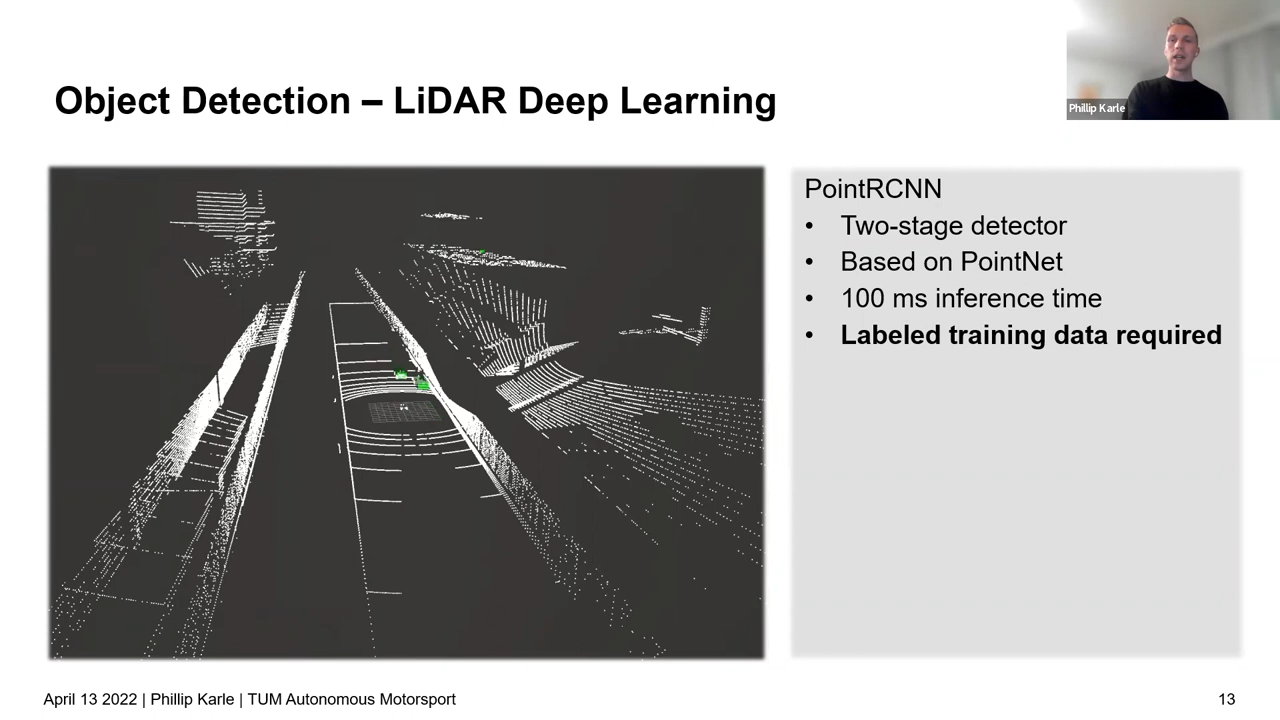 Phillip Karle
Object Detection – LiDAR Deep Learning
PointRCNN
• Two-stage detector
• Based on PointNet
• 100 ms inference time
• Labeled training data required
April 13 2022 | Phillip Karle | TUM Autonomous Motorsport
13